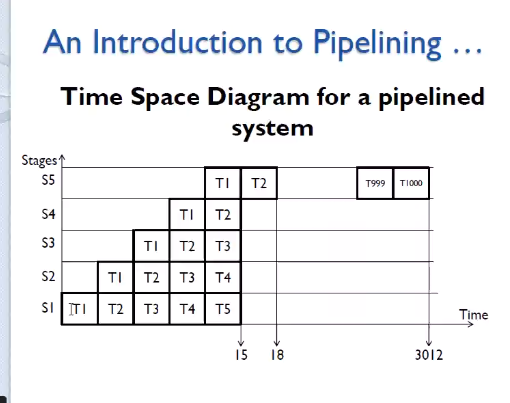 An Introduction to Pipelining ...
Time Space Diagram for a pipelined
system
Stages
S5 T1 T2 T999 T1000
S4 T1 T2
S3 T1 T2 T3
S2 T1 T2 T3 T4
S1 T1 T2 T3 T4 T5
Time
15 18 3012